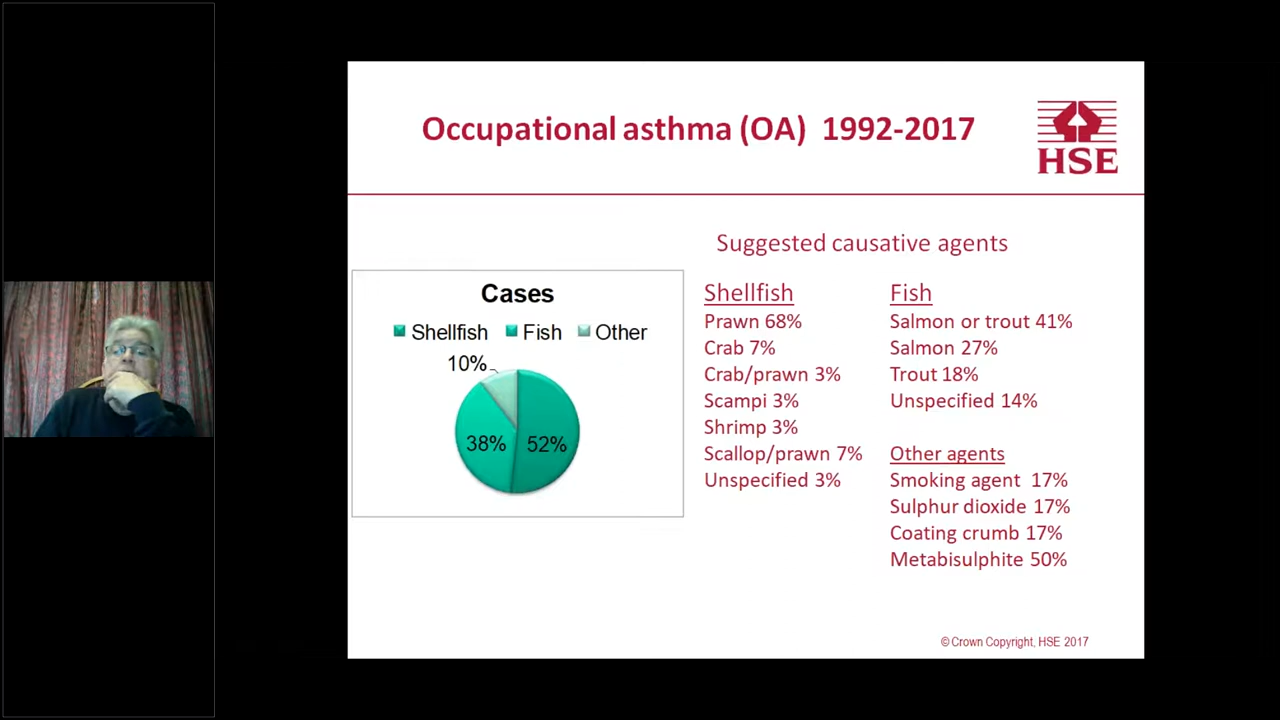 Occupational asthma (OA) 1992-2017
HSE
Suggested causative agents
Cases
Shellfish Fish Other
10%
38% 52%
Shellfish
Prawn 68%
Crab 7%
Crab/prawn 3%
Scampi 3%
Shrimp 3%
Scallop/prawn 7%
Unspecified 3%
Fish
Salmon or trout 41%
Salmon 27%
Trout 18%
Unspecified 14%
Other agents
Smoking agent 17%
Sulphur dioxide 17%
Coating crumb 17%
Metabisulphite 50%
© Crown Copyright, HSE 2017